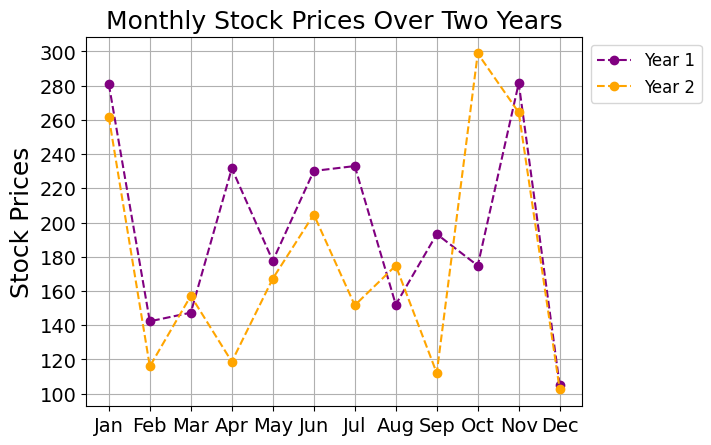 Monthly Stock Prices Over Two Years
Stock Prices
300
280
260
240
220
200
180
160
140
120
100
Jan Feb Mar Apr May Jun Jul Aug Sep Oct Nov Dec
Year 1
Year 2